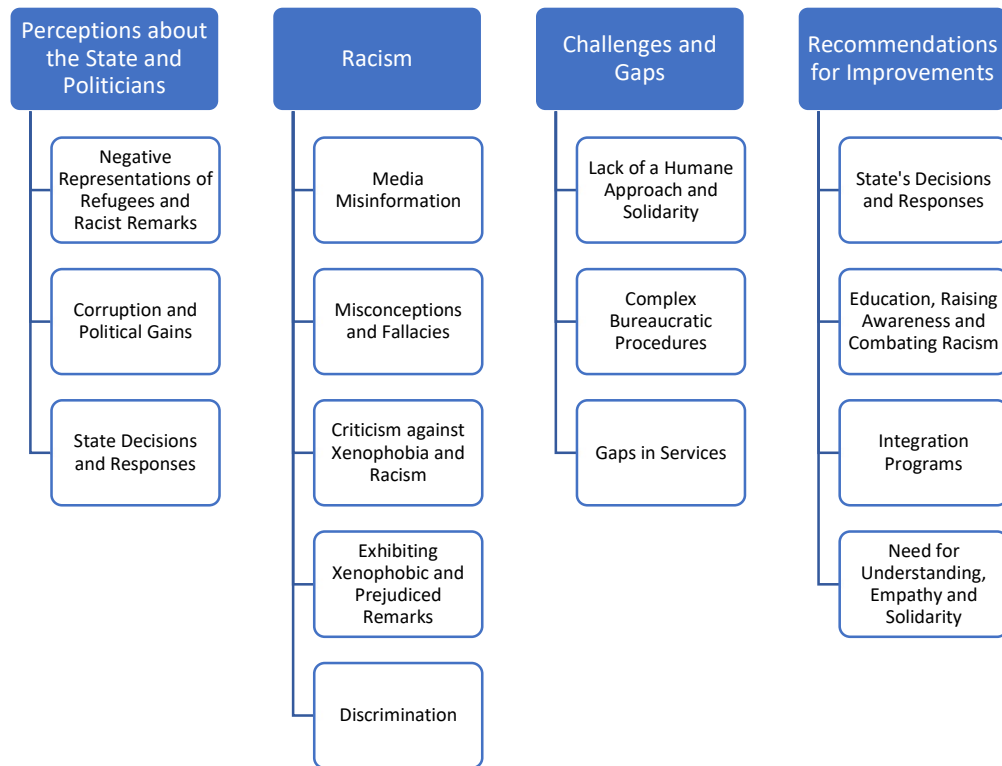 Perceptions about
the State and
Politicians
Negative
Representations of
Refugees and
Racist Remarks
Corruption and
Political Gains
State Decisions
and Responses
Racism
Media
Misinformation
Misconceptions
and Fallacies
Criticism against
Xenophobia and
Racism
Exhibiting
Xenophobic and
Prejudiced
Remarks
Discrimination
Challenges and
Gaps
Lack of a Humane
Approach and
Solidarity
Complex
Bureaucratic
Procedures
Gaps in Services
Recommendations
for Improvements
State's Decisions
and Responses
Education, Raising
Awareness and
Combating Racism
Integration
Programs
Need for
Understanding,
Empathy and
Solidarity